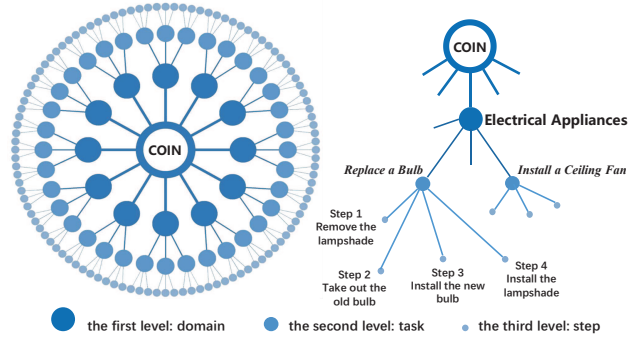 COIN
COIN
Electrical Appliances
Replace a Bulb
Install a Ceiling Fan
Step 1
Remove the
lampshade
Step 2
Take out the
old bulb
Step 3
Install the new
bulb
Step 4
Install the
lampshade
the first level: domain
the second level: task
the third level: step